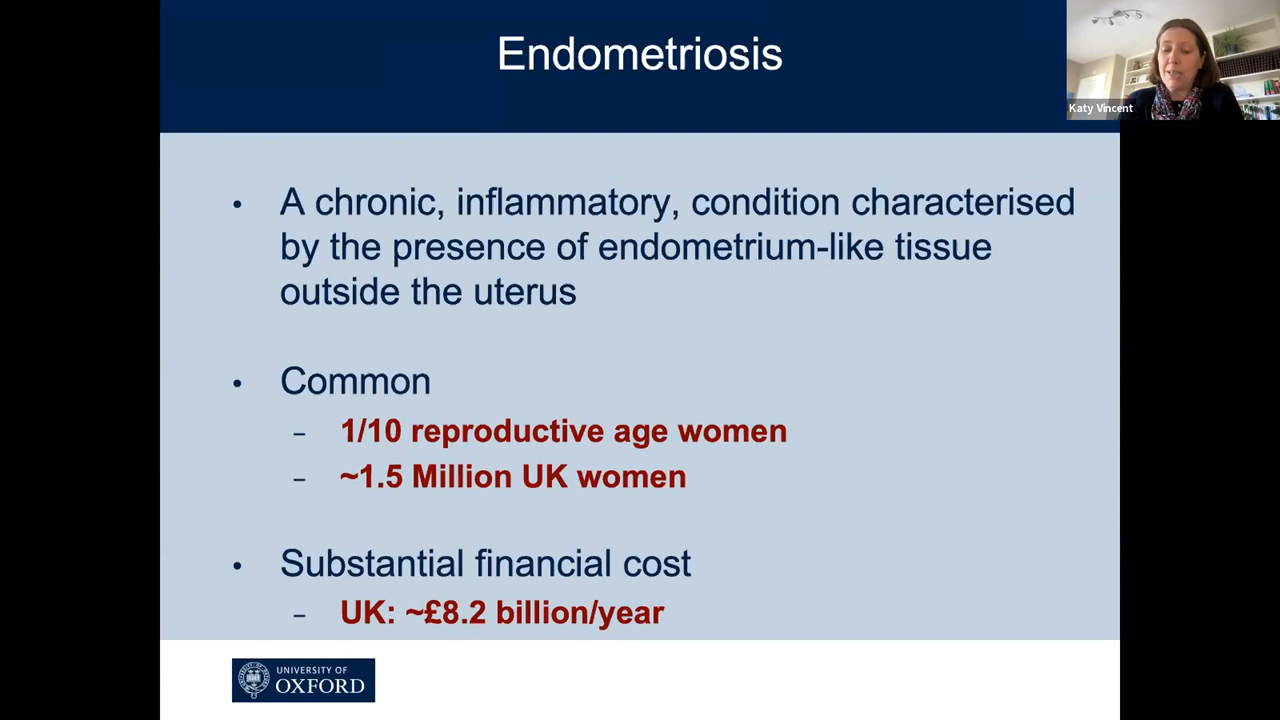 Endometriosis
Katy Vincent
• A chronic, inflammatory, condition characterised
by the presence of endometrium-like tissue
outside the uterus
• Common
– 1/10 reproductive age women
– ~1.5 Million UK women
• Substantial financial cost
– UK: ~£8.2 billion/year
UNIVERSITY OF
OXFORD